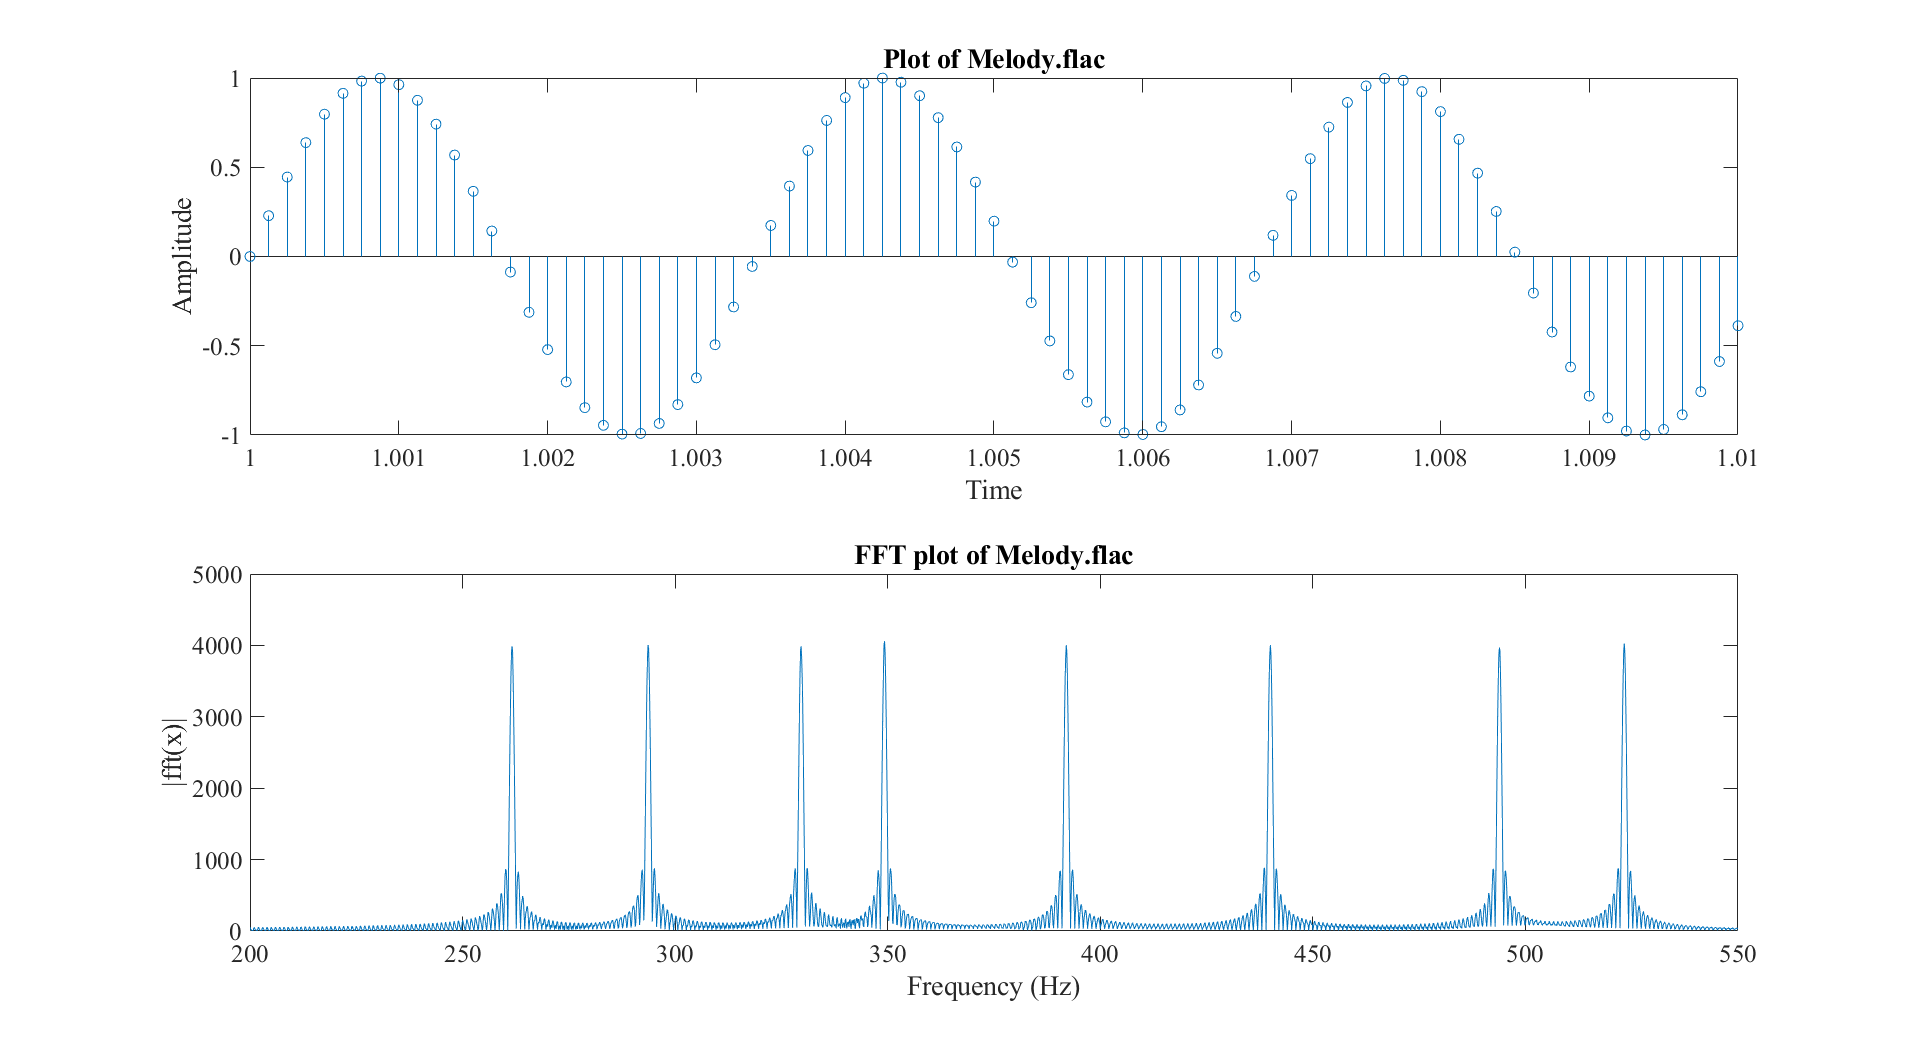 Plot of Melody.flac
1
0.5
0
-0.5
-1
Amplitude
1 1.001 1.002 1.003 1.004 1.005 1.006 1.007 1.008 1.009 1.01
Time
FFT plot of Melody.flac
5000
4000
3000
2000
1000
0
|fft(x)|
200 250 300 350 400 450 500 550
Frequency (Hz)